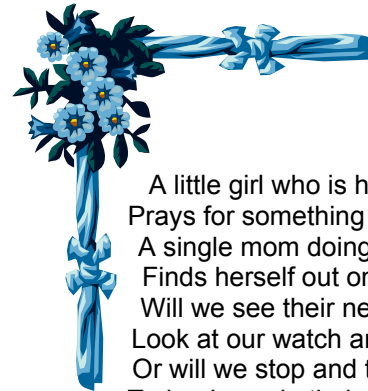 A little girl who is h
Prays for something
A single mom doing
Finds herself out or
Will we see their ne
Look at our watch ar
Or will we stop and t